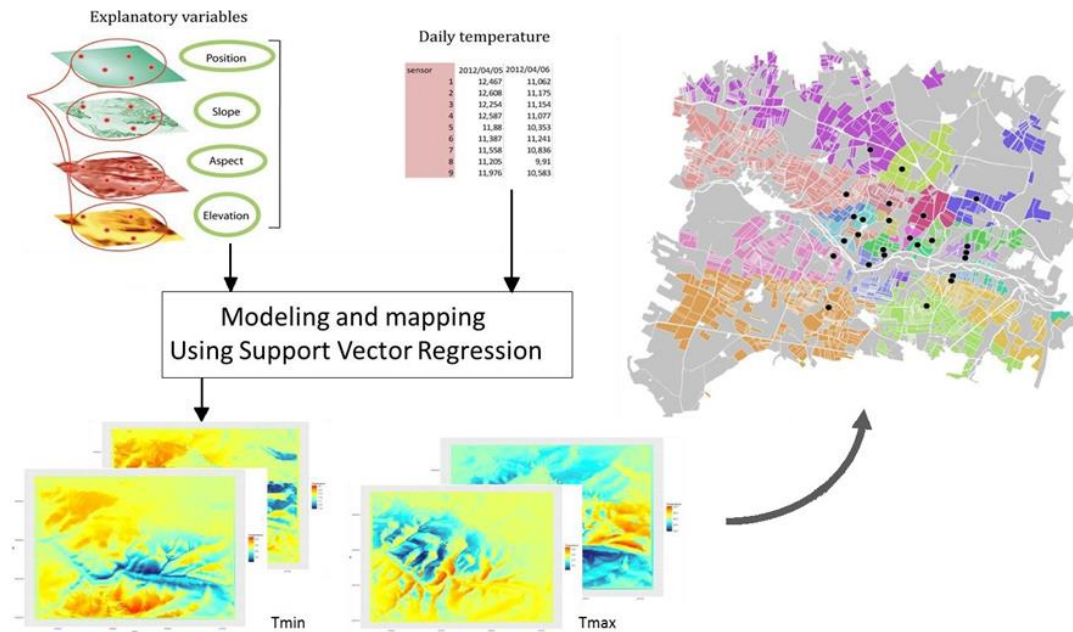 Explanatory variables
Position
Slope
Aspect
Elevation
Daily temperature
sensor 2012/04/05 2012/04/06
1 12,467 11,062
2 12,608 11,175
3 12,254 11,154
4 12,587 11,077
5 11,88 10,353
6 11,387 11,241
7 11,558 10,836
8 11,205 9,91
9 11,976 10,583
Modeling and mapping
Using Support Vector Regression
Tmin
Tmax